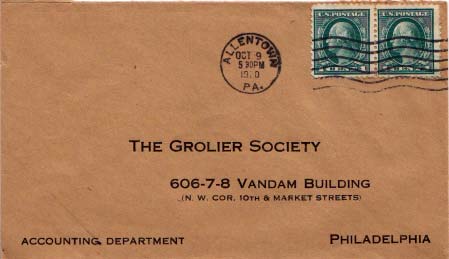 U.S.POSTAGE U.S.POSTAGE
ALLENTOWN
OCT 9
5 30PM
PA.
THE GROLIER SOCIETY
606-7-8 VANDAM BUILDING
(N. W. COR. 10TH & MARKET STREETS)
ACCOUNTING DEPARTMENT
PHILADELPHIA